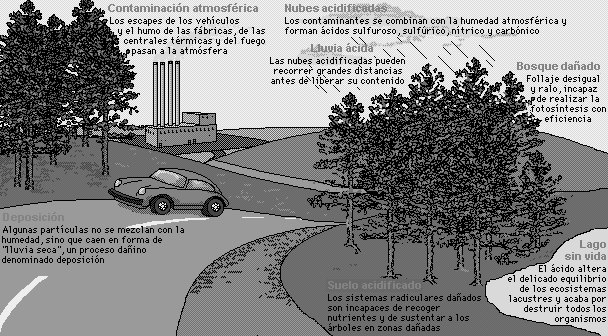 Contaminación atmosférica
Los escapes de los vehículos
y el humo de las fábricas, de las
centrales térmicas y del fuego
pasan a la atmósfera
Nubes acidificadas
Los contaminantes se combinan con la humedad atmosférica y
forman ácidos sulfuroso, sulfúrico, nítrico y carbónico
Lluvia ácida
Las nubes acidificadas pueden
recorrer grandes distancias
antes de liberar su contenido
Bosque dañado
Follaje desigual
y ralo, incapaz
de realizar la
fotosíntesis con
eficiencia
Deposición
Algunas partículas no se mezclan con la
humedad, sino que caen en forma de
"lluvia seca", un proceso dañino
denominado deposición
Suelo acidificado
Los sistemas radiculares dañados
son incapaces de recoger
nutrientes y de sustentar a los
árboles en zonas dañadas
Lago
sin vida
El ácido altera
el delicado equilibrio
de los ecosistemas
lacustres y acaba por
destruir todos los
organismos